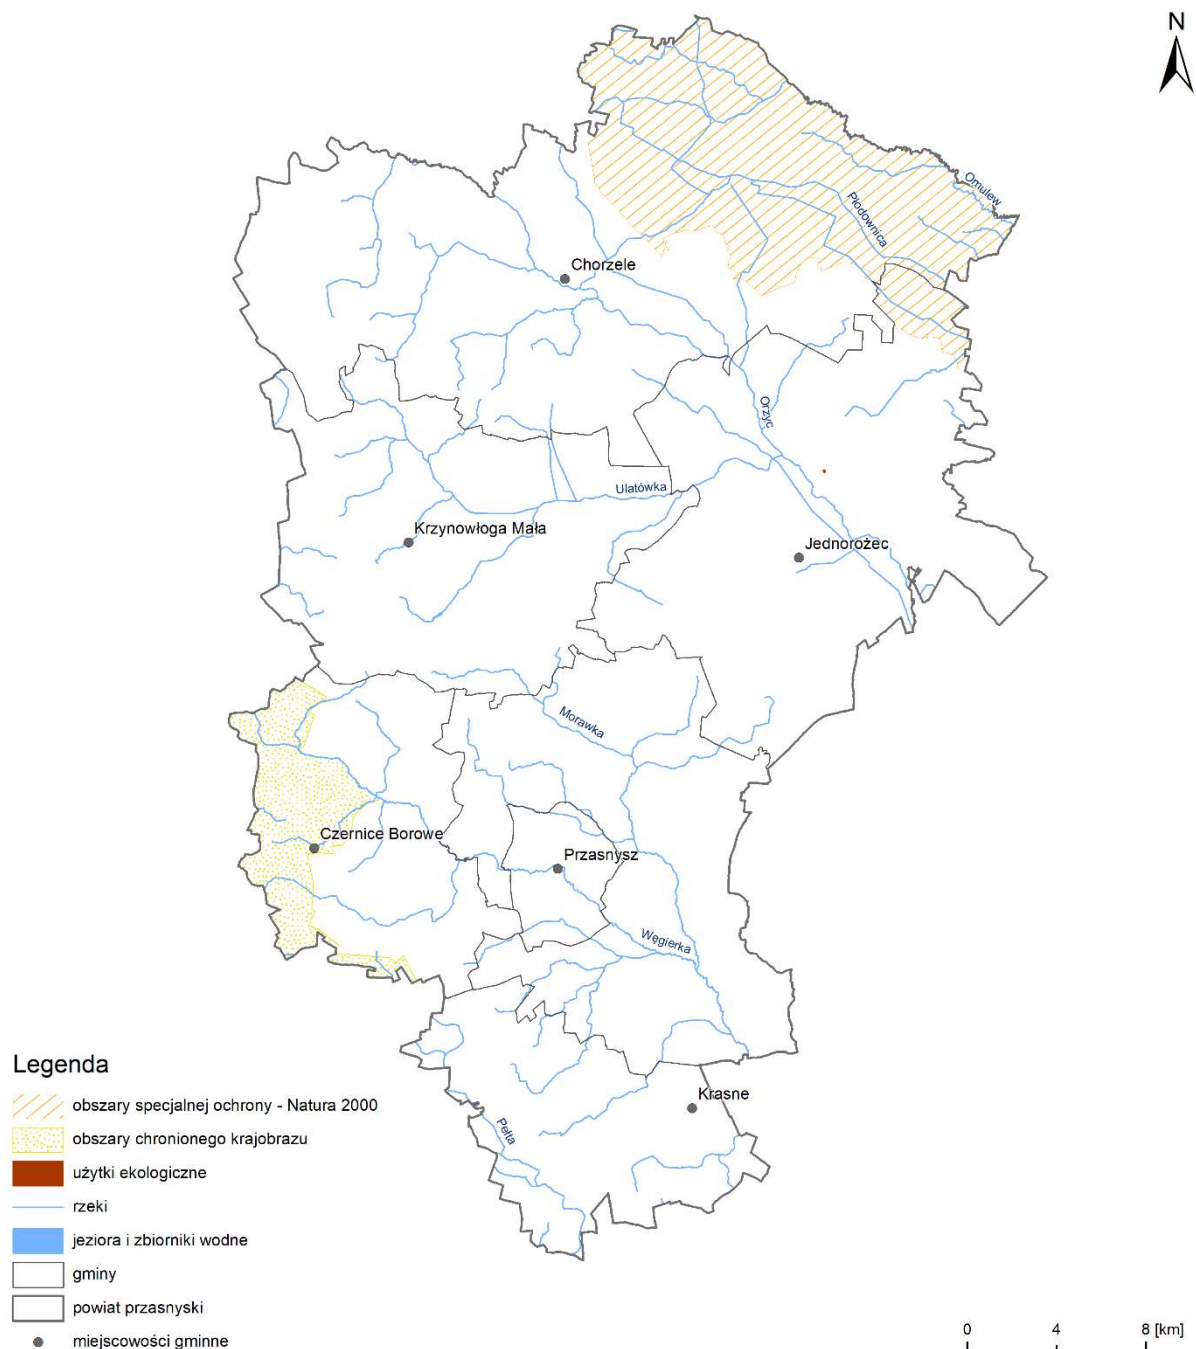 N
Omulew
Płodownica
Chorzele
Orzyc
Ulatówka
Krzynowłoga Mała
Jednorożec
Morawka
Czernice Borowe
Przasnysz
Węgierka
Krasne
Pełta
Legenda
obszary specjalnej ochrony - Natura 2000
obszary chronionego krajobrazu
użytki ekologiczne
rzeki
jeziora i zbiorniki wodne
gminy
powiat przasnyski
miejscowości gminne
0 4 8 [km]